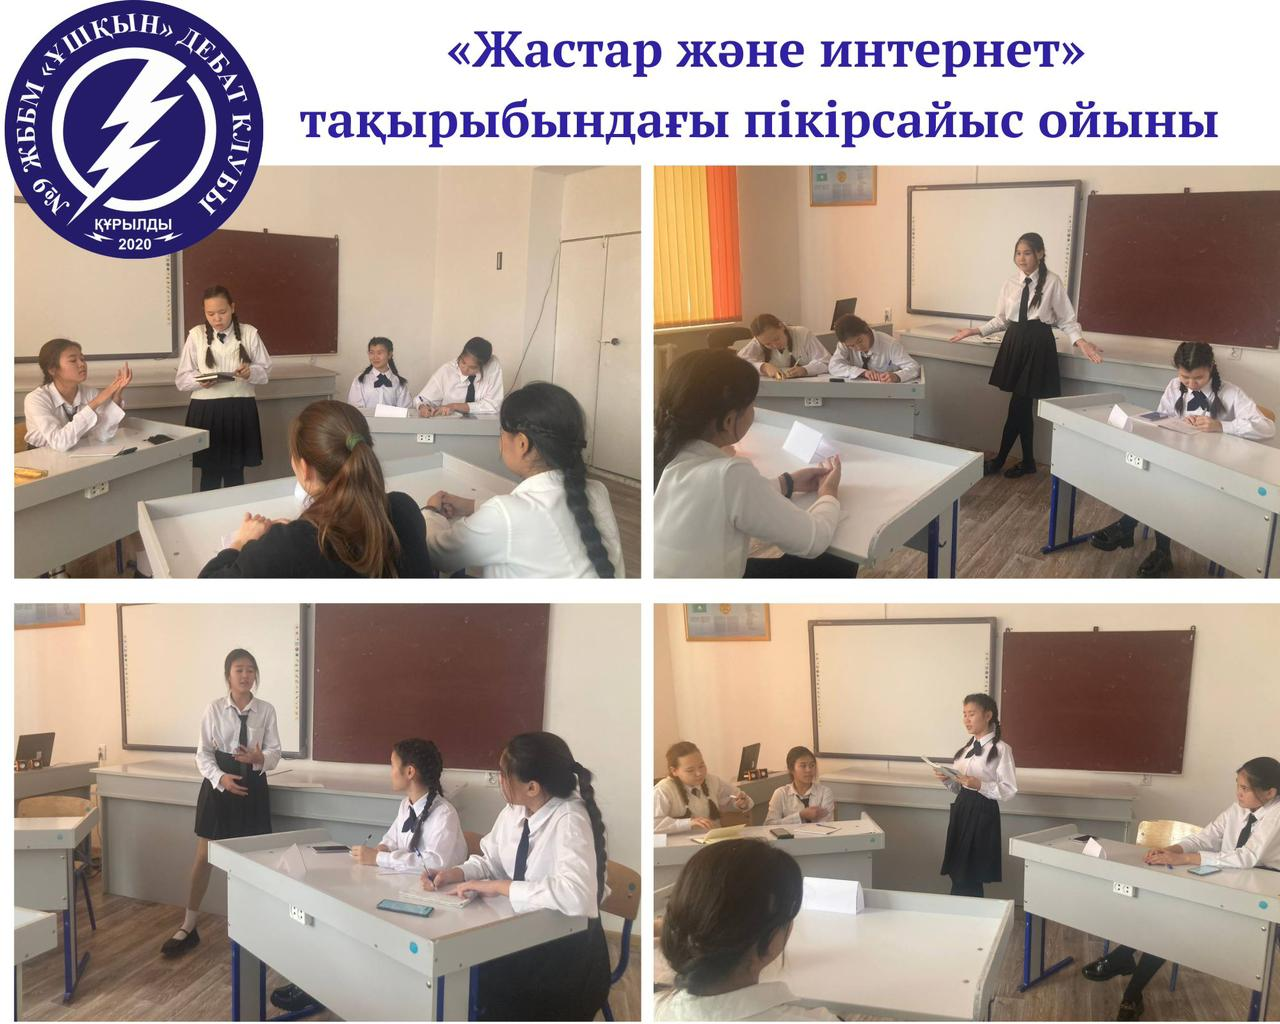 №9 ЖББМ «ҰШҚЫН» ДЕБАТ КЛУБЫ
ҚҰРЫЛДЫ
2020
«Жастар және интернет»
тақырыбындағы пікірсайыс ойыны